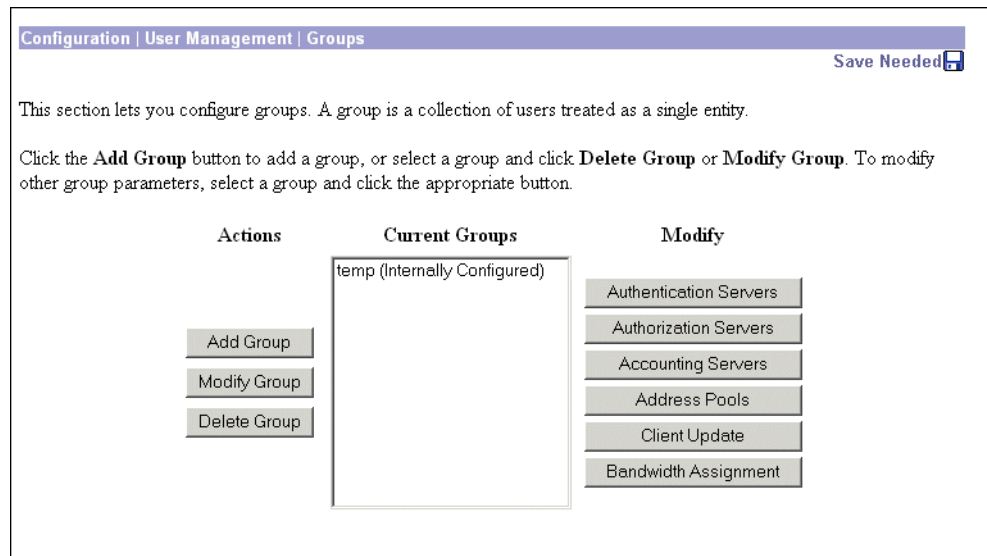 Configuration | User Management | Groups
Save Needed
This section lets you configure groups. A group is a collection of users treated as a single entity.
Click the Add Group button to add a group, or select a group and click Delete Group or Modify Group. To modify
other group parameters, select a group and click the appropriate button.
Actions
Current Groups
Modify
temp (Internally Configured)
Add Group
Modify Group
Delete Group
Authentication Servers
Authorization Servers
Accounting Servers
Address Pools
Client Update
Bandwidth Assignment